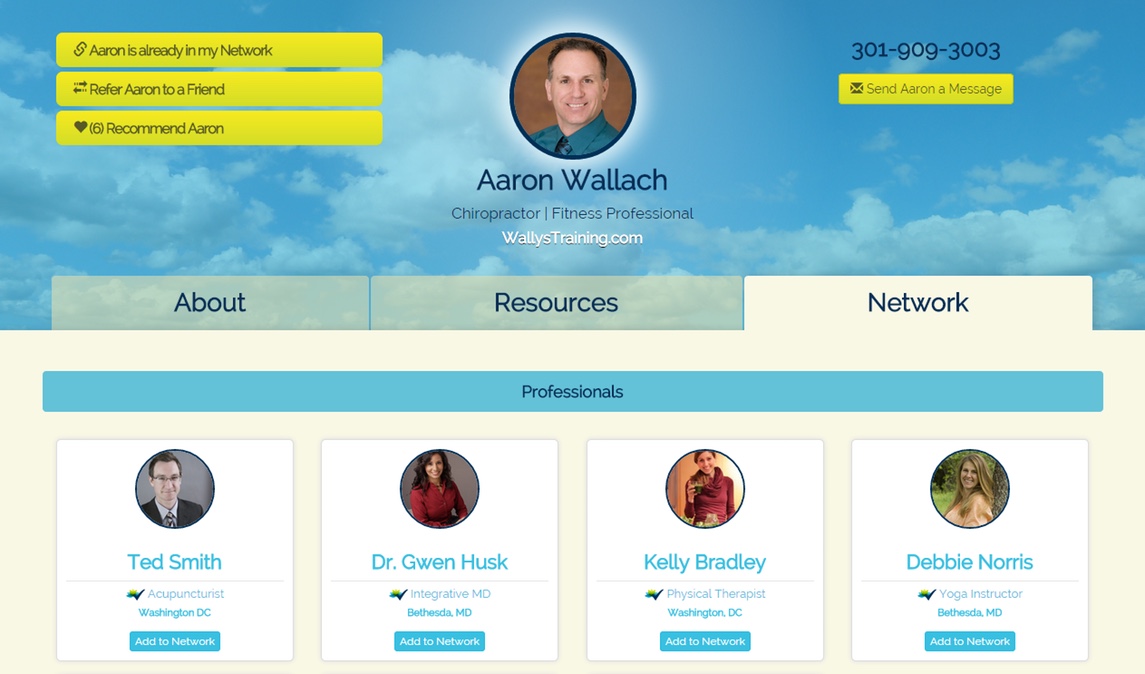 Aaron is already in my Network
Refer Aaron to a Friend
(6) Recommend Aaron
301-909-3003
Send Aaron a Message
Aaron Wallach
Chiropractor | Fitness Professional
WallysTraining.com
About
Resources
Network
Professionals
Ted Smith
Acupuncturist
Washington DC
Add to Network
Dr. Gwen Husk
Integrative MD
Bethesda, MD
Add to Network
Kelly Bradley
Physical Therapist
Washington, DC
Add to Network
Debbie Norris
Yoga Instructor
Bethesda, MD
Add to Network